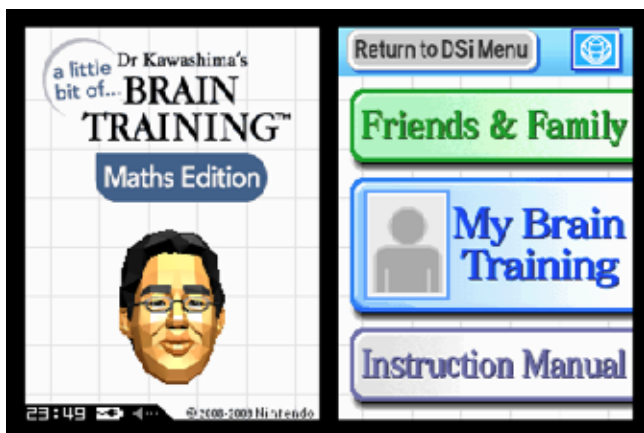 a little
bit of...
Dr Kawashima's
BRAIN
TRAINING™
Maths Edition
23:49
©2008-2009 Nintendo
Return to DSi Menu
Friends & Family
My Brain
Training
Instruction Manual